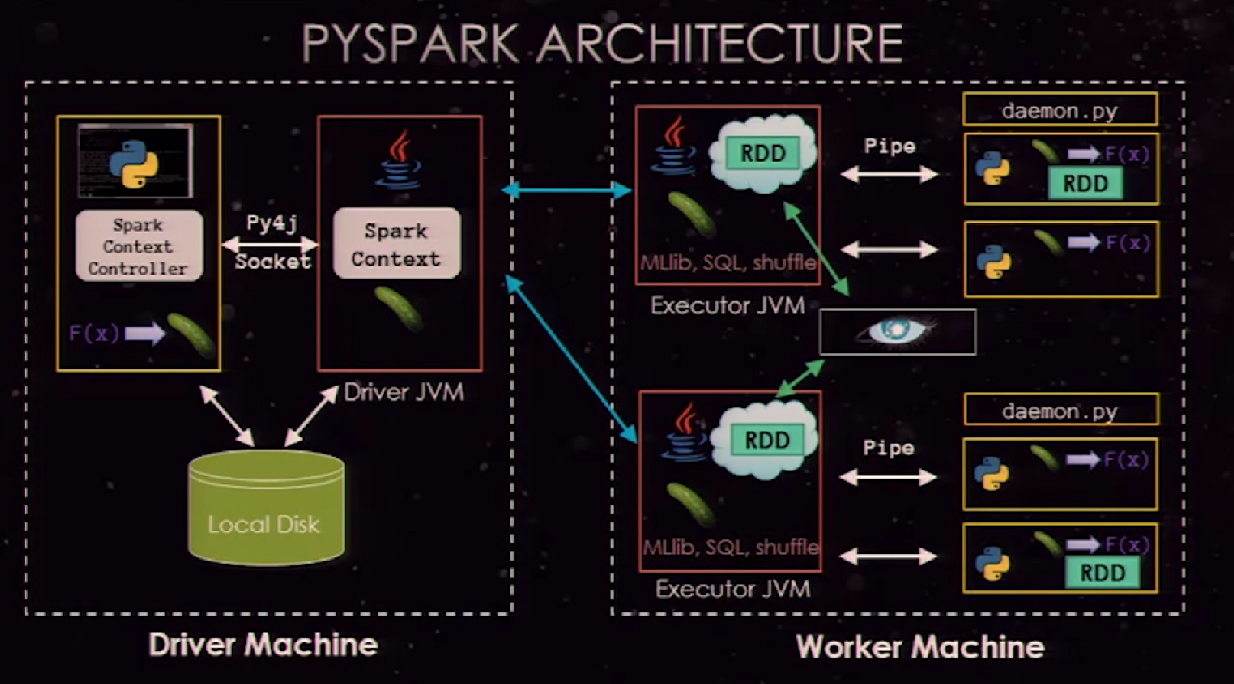 PYSPARK ARCHITECTURE
Spark
Context
Controller
F(x)
Py4j
Socket
Spark
Context
Driver JVM
Local Disk
Driver Machine
RDD
MLlib, SQL, shuffle
Executor JVM
Pipe
daemon.py
F(x)
RDD
F(x)
RDD
MLlib, SQL, shuffle
Executor JVM
Pipe
daemon.py
F(x)
F(x)
RDD
Worker Machine